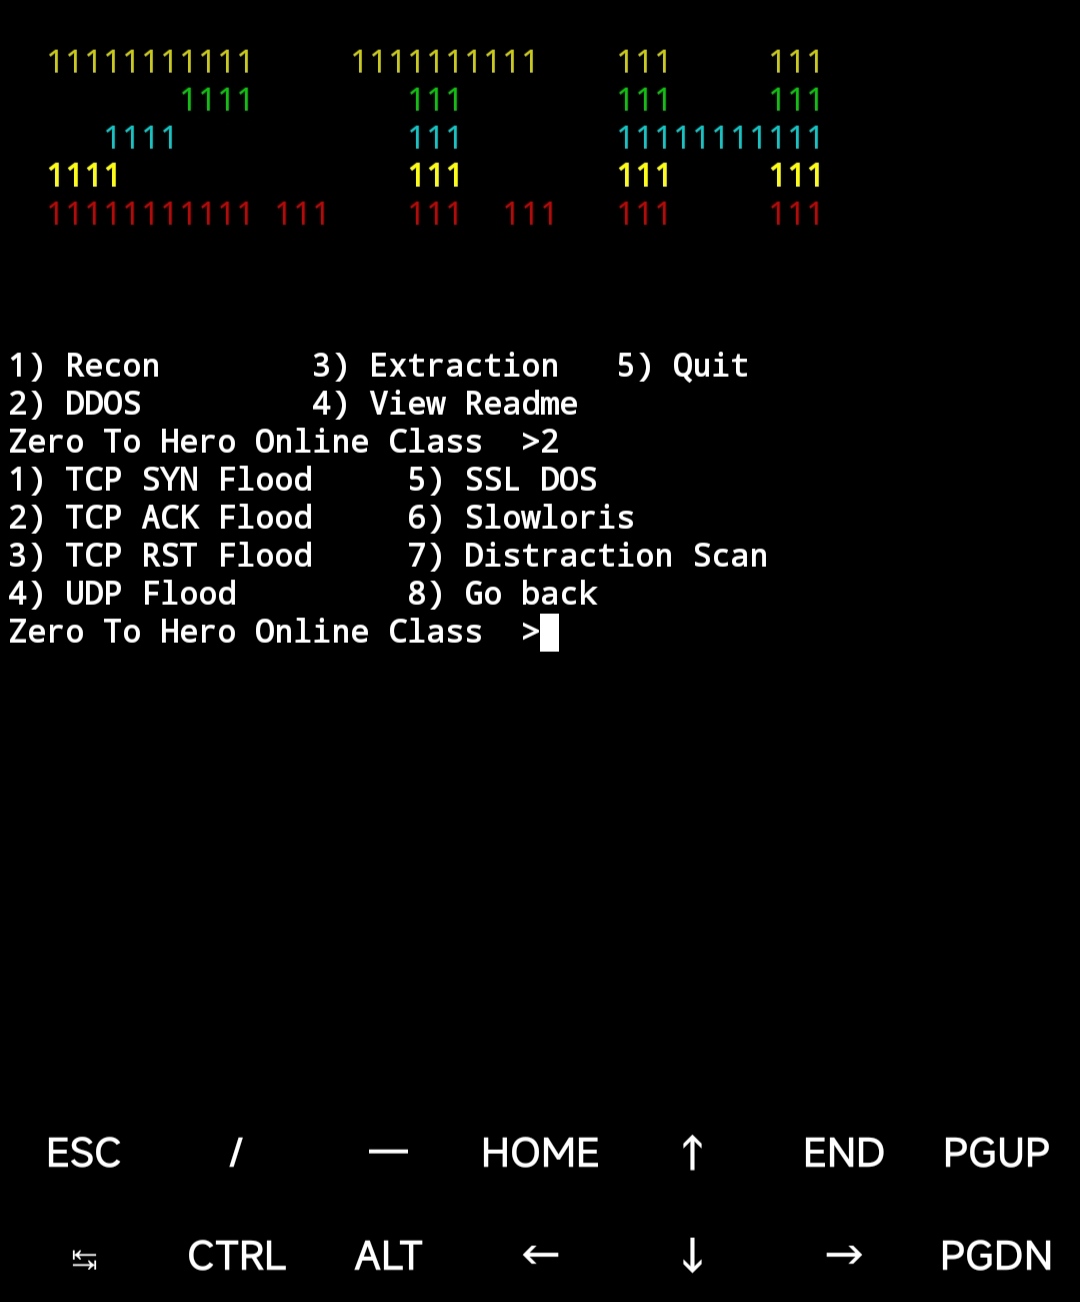 11111111111     1111111111    111     111
       1111        111        111     111
   1111            111        11111111111
1111               111        111     111
11111111111 111    111  111   111     111
1) Recon        3) Extraction   5) Quit
2) DDOS         4) View Readme
Zero To Hero Online Class  >2
1) TCP SYN Flood     5) SSL DOS
2) TCP ACK Flood     6) Slowloris
3) TCP RST Flood     7) Distraction Scan
4) UDP Flood         8) Go back
Zero To Hero Online Class  >
ESC / — HOME ↑ END PGUP
↹ CTRL ALT ← ↓ → PGDN